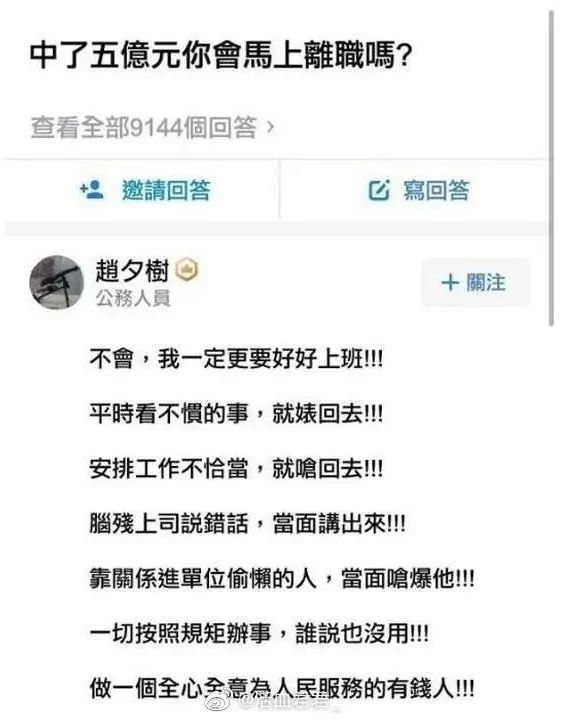 中了五億元你會馬上離職嗎?
查看全部9144個回答 >
邀請回答
寫回答
趙夕樹
公務人員
+ 關注
不會，我一定更要好好上班!!!
平時看不慣的事，就婊回去!!!
安排工作不恰當，就嗆回去!!!
腦殘上司説錯話，當面講出來!!!
靠關係進單位偷懶的人，當面嗆爆他!!!
一切按照規矩辦事，誰説也沒用!!!
做一個全心全意為人民服務的有錢人!!!